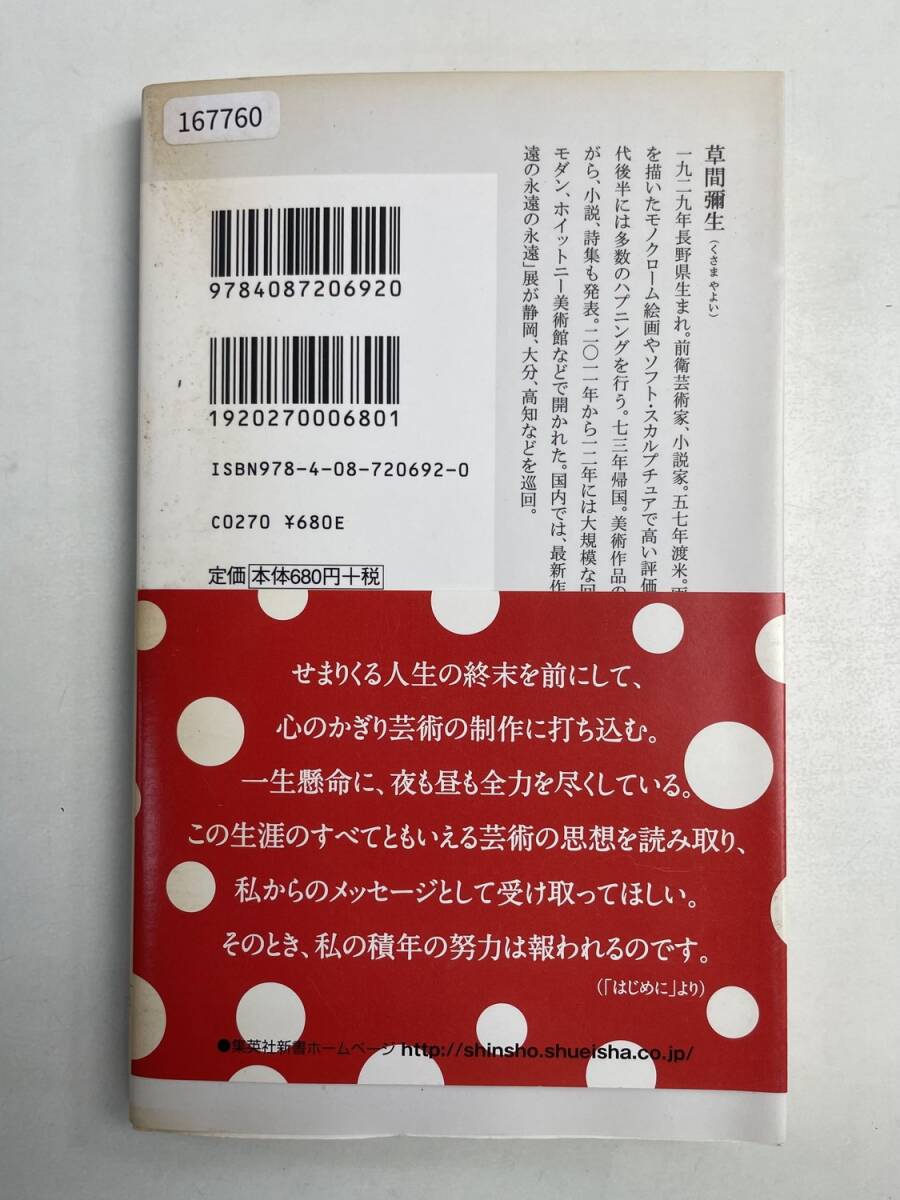 167760
草間彌生(くさま やよい)
一九二九年長野県生まれ。前衛芸術家、小説家。五七年渡米。
を描いたモノクローム絵画やソフト・スカルプチュアで高い評価
代後半には多数のハプニングを行う。七三年帰国。美術作品の
がら、小説、詩集も発表。二〇一一年から一二年には大規模な回
モダン、ホイットニー美術館などで開かれた。国内では、最新作
遠の永遠の永遠」展が静岡、大分、高知などを巡回。
9784087206920
1920270006801
ISBN978-4-08-720692-0
C0270 ¥680E
定価 本体680円+税
せまりくる人生の終末を前にして、
心のかぎり芸術の制作に打ち込む。
一生懸命に、夜も昼も全力を尽くしている。
この生涯のすべてともいえる芸術の思想を読み取り、
私からのメッセージとして受け取ってほしい。
そのとき、私の積年の努力は報われるのです。
(「はじめに」より)
●集英社新書ホームページ http://shinsho.shueisha.co.jp/